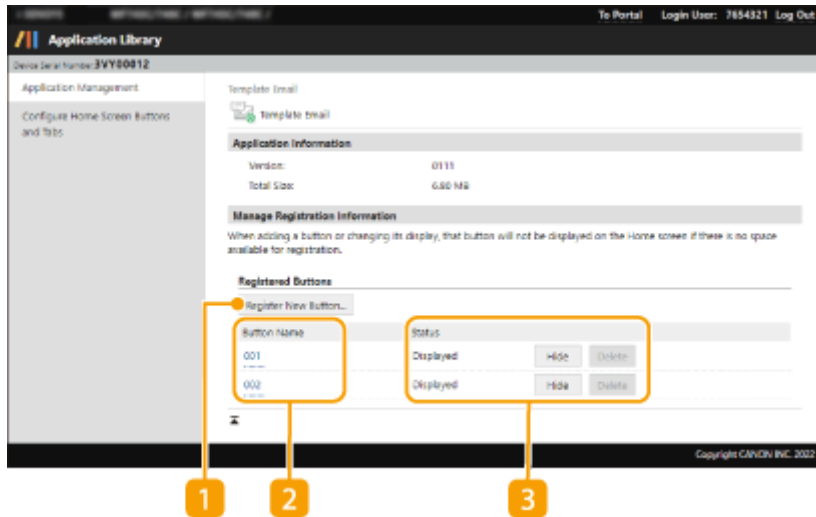 To Portal Login User: 7654321 Log Out
Application Library
Device Serial Number: 3VY00012
Application Management
Configure Home Screen Buttons
and Tabs
Template Email
Template Email
Application Information
Version: 0111
Total Size: 6.80 MB
Manage Registration Information
When adding a button or changing its display, that button will not be displayed on the Home screen if there is no space
available for registration.
Registered Buttons
Register New Button...
Button Name Status
001 Displayed Hide Delete
002 Displayed Hide Delete
Copyright CANON INC. 2022
1 2 3